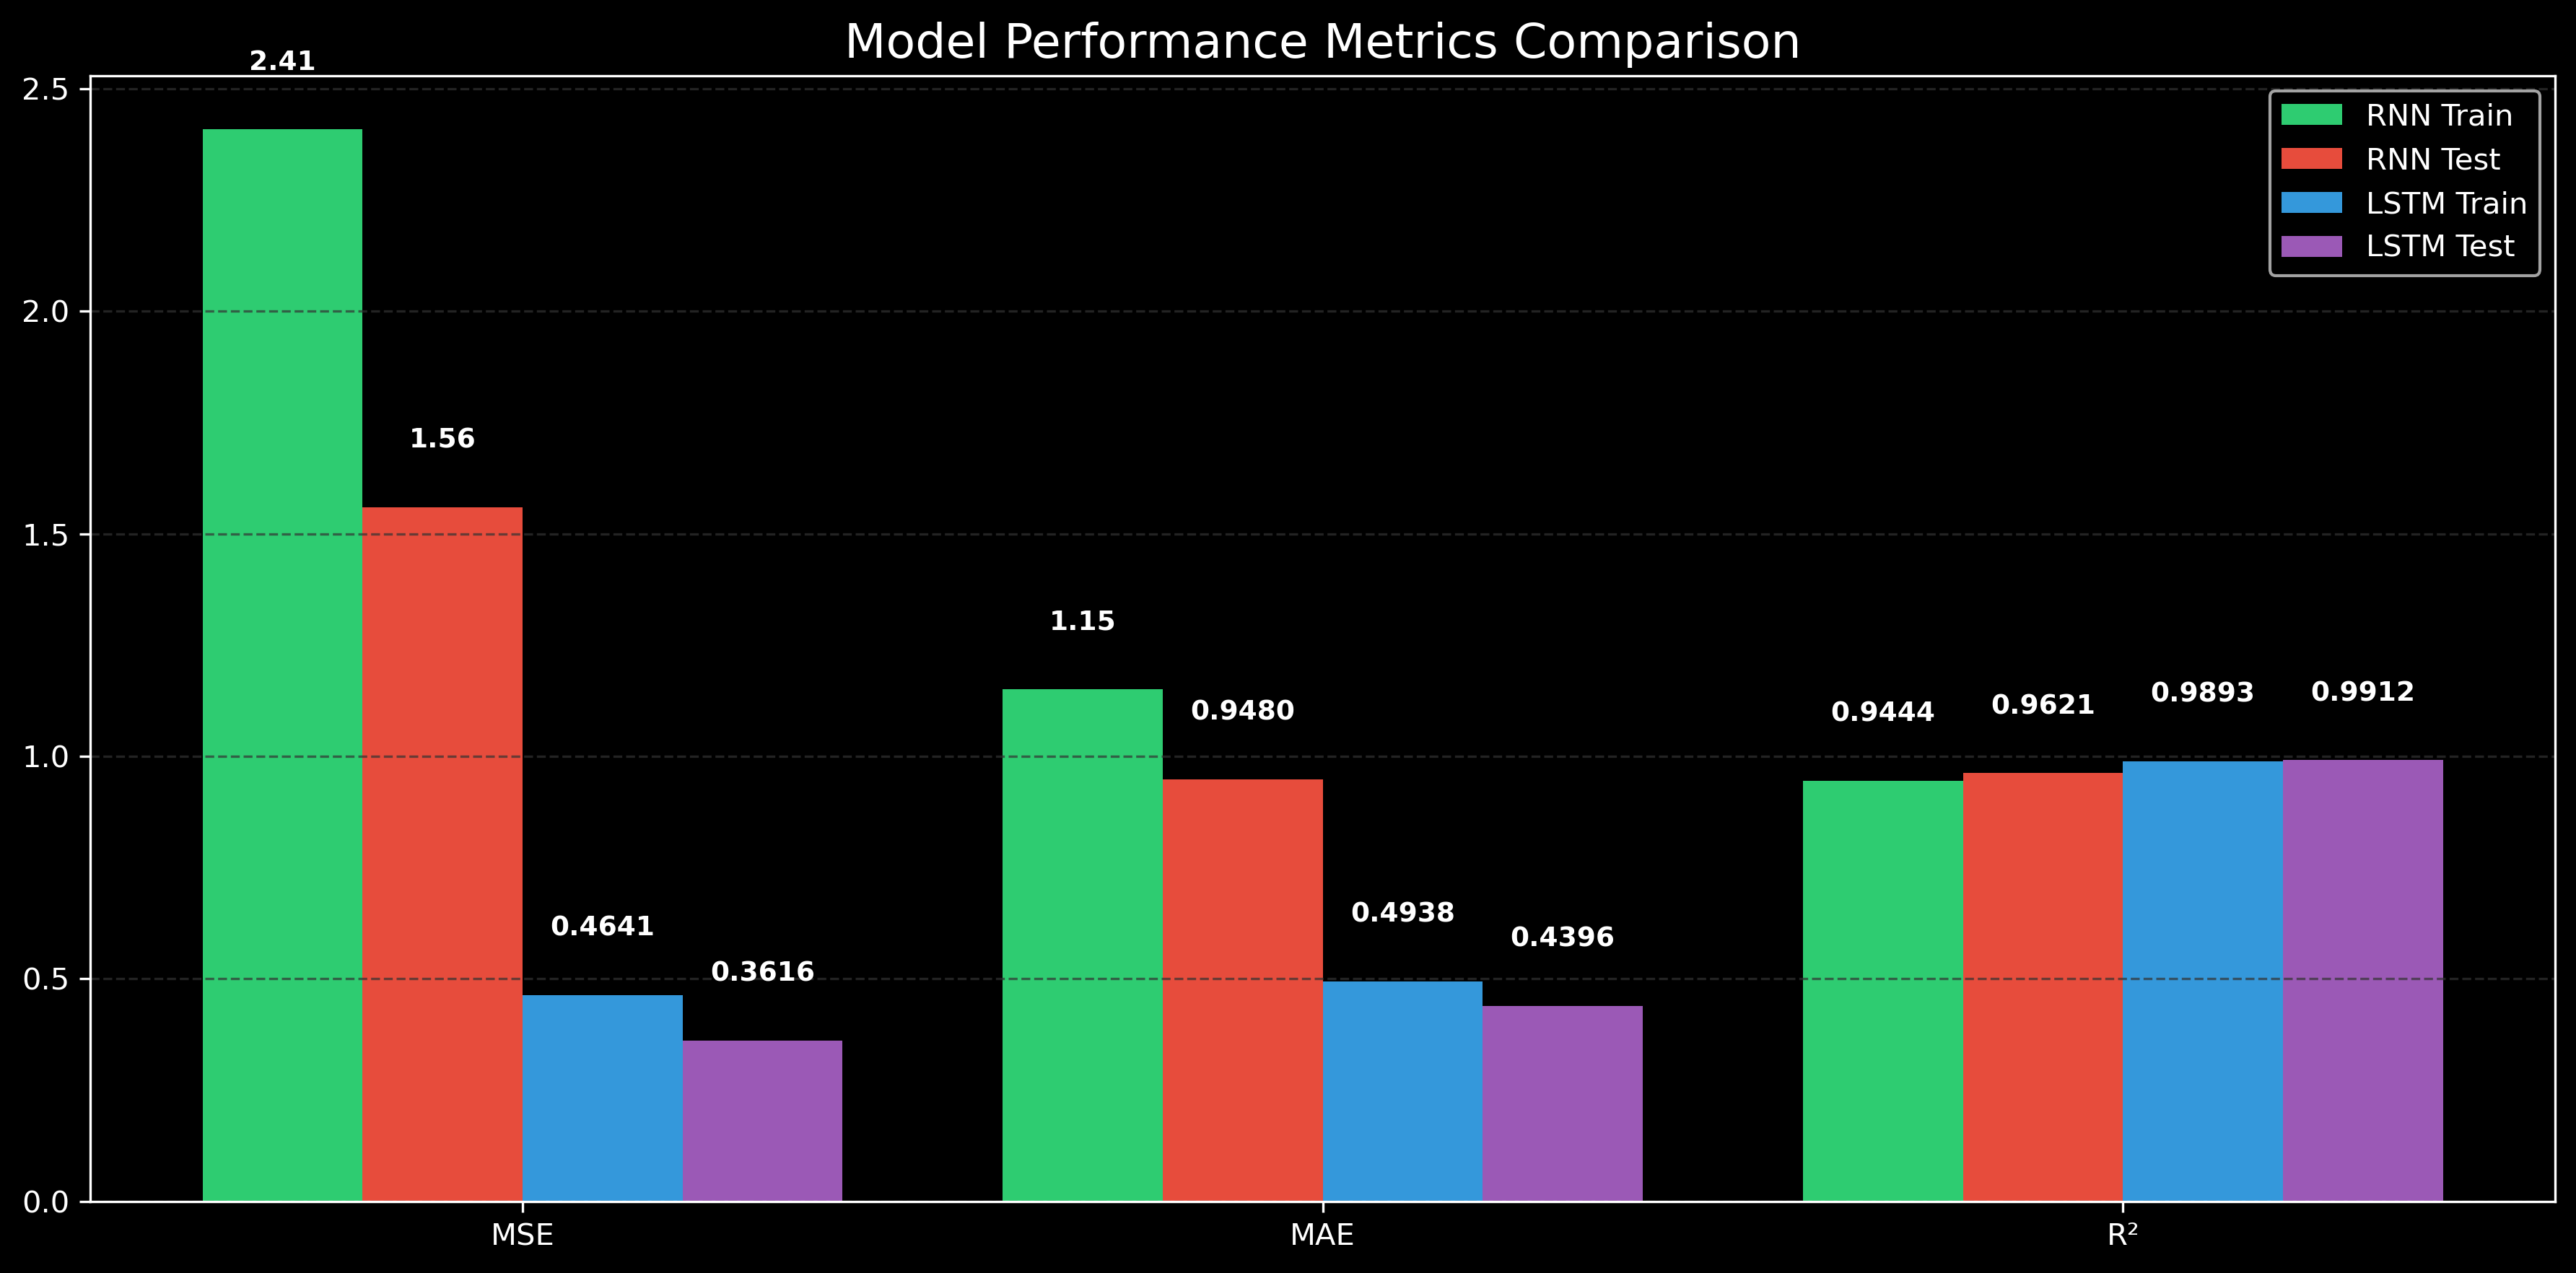 Model Performance Metrics Comparison
2.41
2.5
RNN Train
RNN Test
LSTM Train
LSTM Test
2.0
1.56
1.5
1.15
0.9480
0.9444
0.9621
0.9893
0.9912
1.0
0.4641
0.3616
0.4938
0.4396
0.5
0.0
MSE
MAE
R²